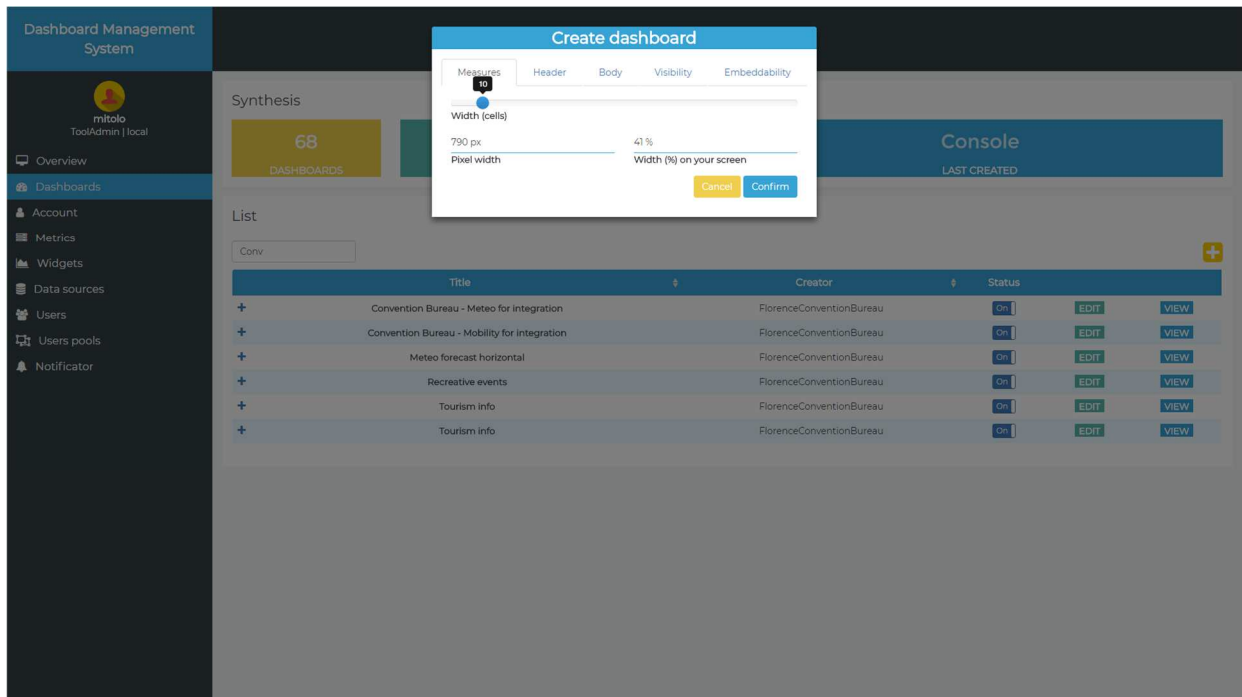 Dashboard Management
System
mitolo
ToolAdmin | local
Overview
Dashboards
Account
Metrics
Widgets
Data sources
Users
Users pools
Notificator
Create dashboard
Measures Header Body Visibility Embeddability
10
Width (cells)
790 px 41 %
Pixel width Width (%) on your screen
Cancel Confirm
Synthesis
68
DASHBOARDS
Console
LAST CREATED
List
Conv
Title Creator Status
Convention Bureau - Meteo for integration FlorenceConventionBureau On EDIT VIEW
Convention Bureau - Mobility for integration FlorenceConventionBureau On EDIT VIEW
Meteo forecast horizontal FlorenceConventionBureau On EDIT VIEW
Recreative events FlorenceConventionBureau On EDIT VIEW
Tourism info FlorenceConventionBureau On EDIT VIEW
Tourism info FlorenceConventionBureau On EDIT VIEW